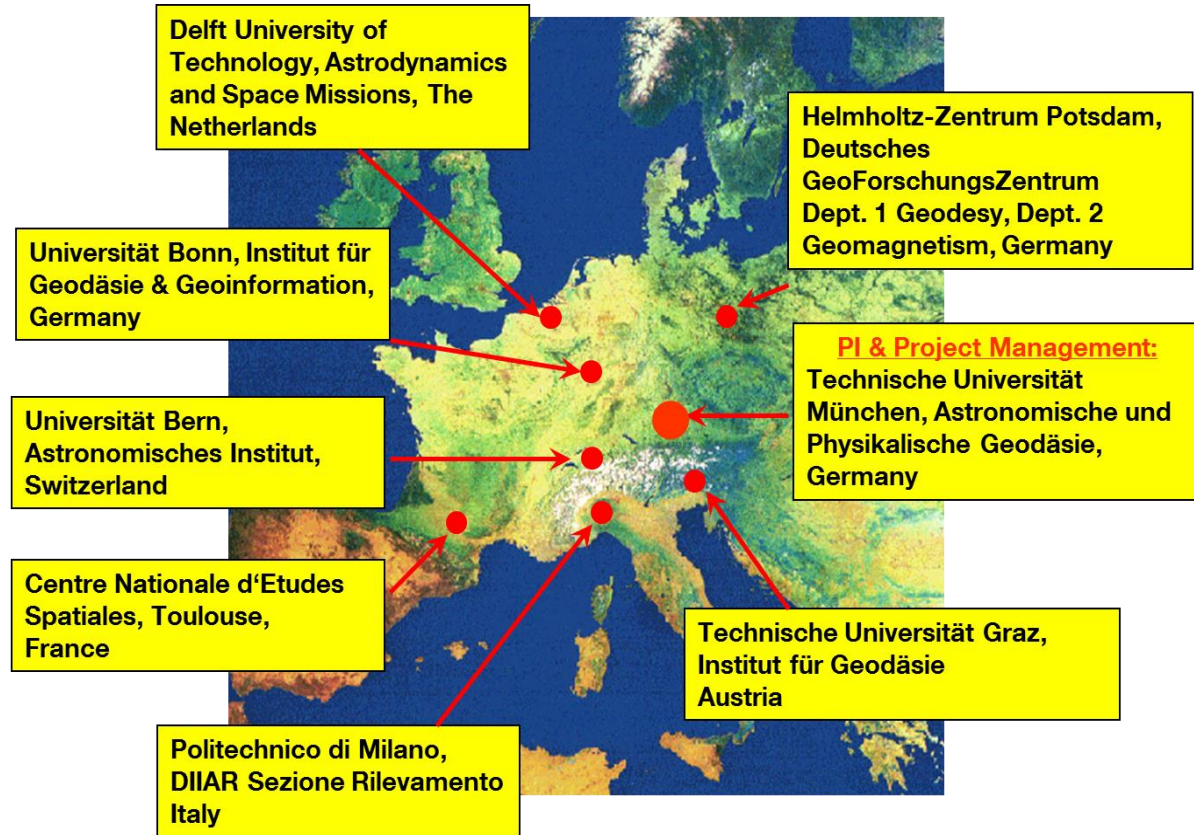 Delft University of
Technology, Astrodynamics
and Space Missions, The
Netherlands
Helmholtz-Zentrum Potsdam,
Deutsches
GeoForschungsZentrum
Dept. 1 Geodesy, Dept. 2
Geomagnetism, Germany
Universität Bonn, Institut für
Geodäsie & Geoinformation,
Germany
PI & Project Management:
Technische Universität
München, Astronomische und
Physikalische Geodäsie,
Germany
Universität Bern,
Astronomisches Institut,
Switzerland
Centre Nationale d‘Etudes
Spatiales, Toulouse,
France
Technische Universität Graz,
Institut für Geodäsie
Austria
Politechnico di Milano,
DIIAR Sezione Rilevamento
Italy